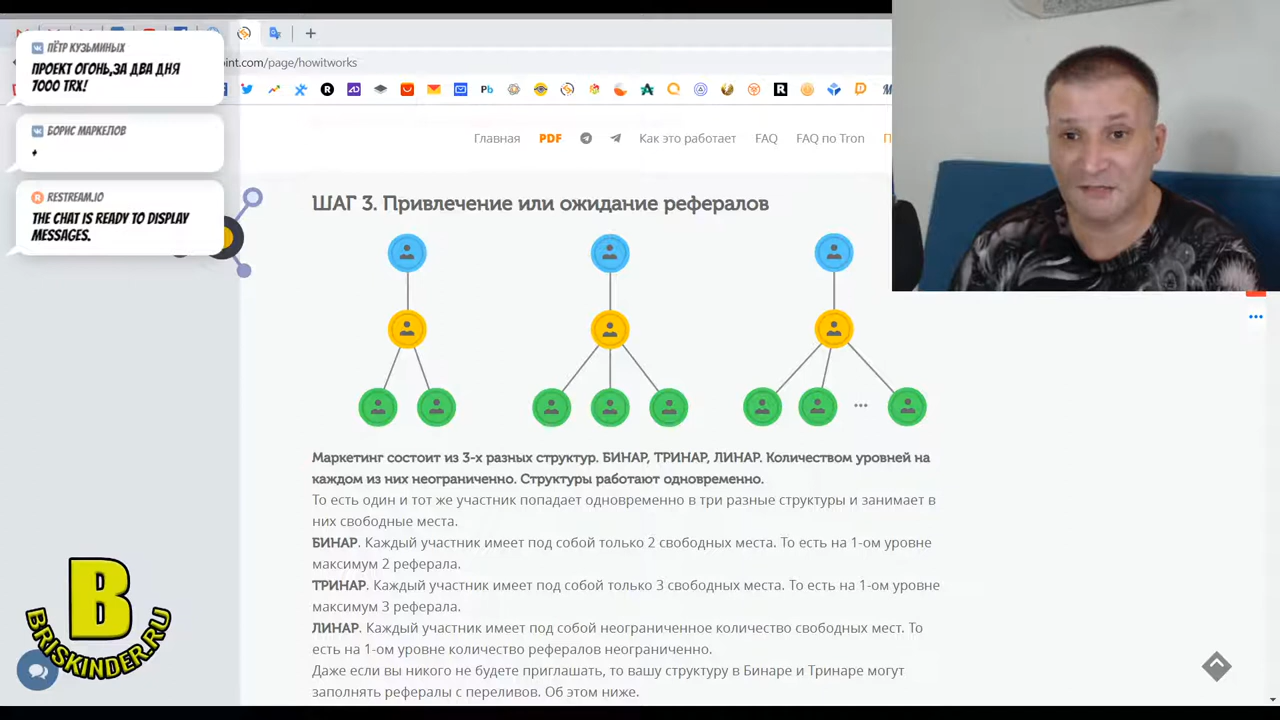 ПЁТР КУЗЬМИНЫХ
ПРОЕКТ ОГОНЬ,ЗА ДВА ДНЯ
7000 TRX!
БОРИС МАРКЕЛОВ
+
RESTREAM.IO
THE CHAT IS READY TO DISPLAY
MESSAGES.
int.com/page/howitworks
Pb
Главная PDF Как это работает FAQ FAQ по Tron П
ШАГ 3. Привлечение или ожидание рефералов
Маркетинг состоит из 3-х разных структур. БИНАР, ТРИНАР, ЛИНАР. Количеством уровней на
каждом из них неограниченно. Структуры работают одновременно.
То есть один и тот же участник попадает одновременно в три разные структуры и занимает в
них свободные места.
БИНАР. Каждый участник имеет под собой только 2 свободных места. То есть на 1-ом уровне
максимум 2 реферала.
ТРИНАР. Каждый участник имеет под собой только 3 свободных места. То есть на 1-ом уровне
максимум 3 реферала.
ЛИНАР. Каждый участник имеет под собой неограниченное количество свободных мест. То
есть на 1-ом уровне количество рефералов неограниченно.
Даже если вы никого не будете приглашать, то вашу структуру в Бинаре и Тринаре могут
заполнять рефералы с переливов. Об этом ниже.
B
BRISKINDER.RU